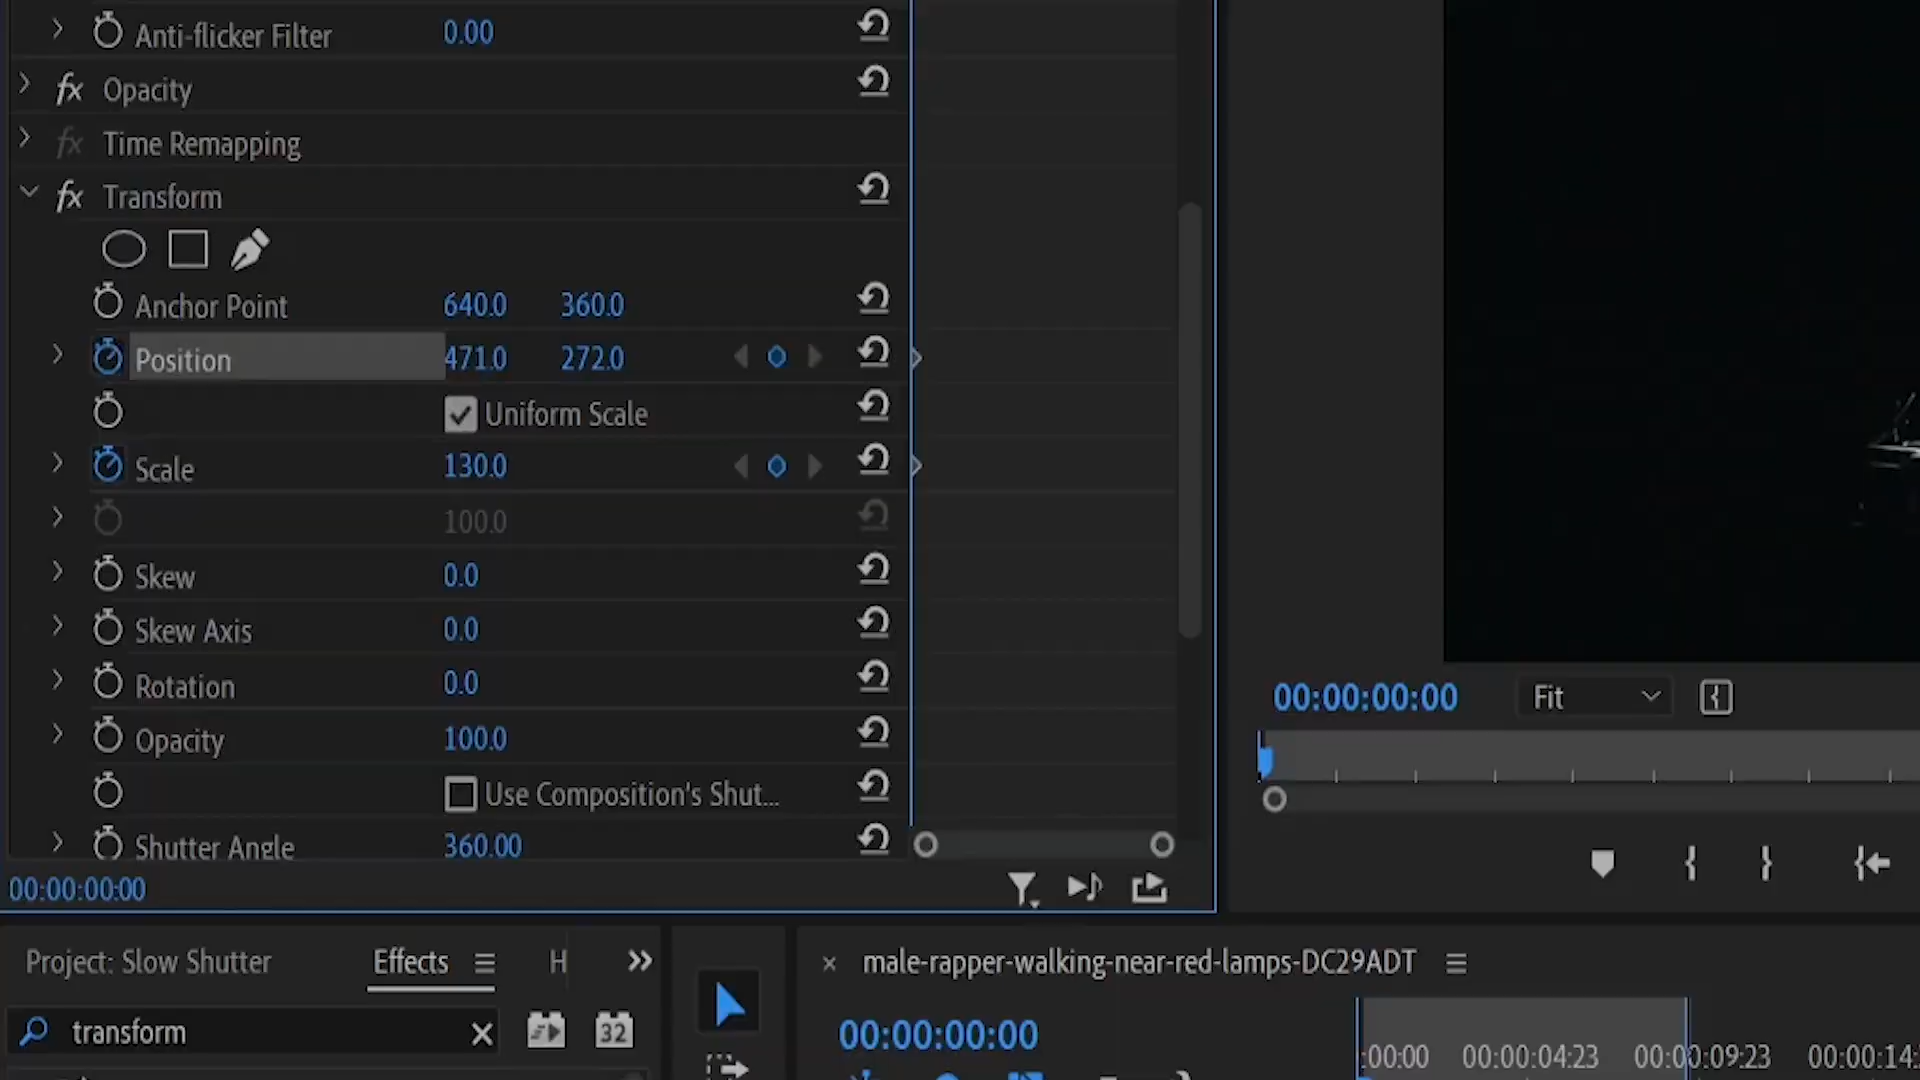 Anti-flicker Filter 0.00
fx Opacity
fx Time Remapping
fx Transform
Anchor Point 640.0 360.0
Position 471.0 272.0
Uniform Scale
Scale 130.0
100.0
Skew 0.0
Skew Axis 0.0
Rotation 0.0
Opacity 100.0
Use Composition's Shut...
Shutter Angle 360.00
00:00:00:00
00:00:00:00 Fit
Project: Slow Shutter Effects H
transform 32
male-rapper-walking-near-red-lamps-DC29ADT
00:00:00:00
:00:00 00:00:04:23 00:00:09:23 00:00:14: